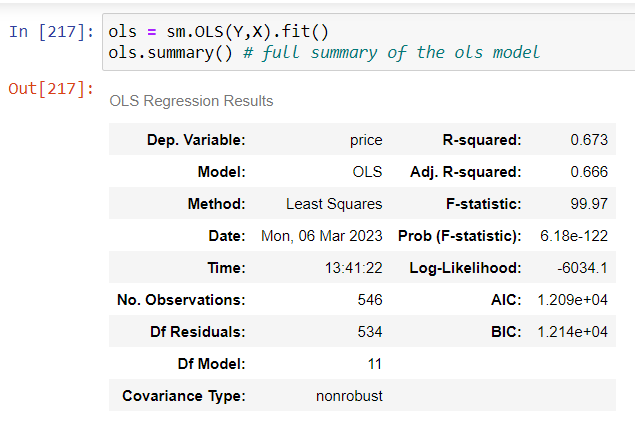 In [217]: ols = sm.OLS(Y,X).fit()
ols.summary() # full summary of the ols model
Out[217]:
OLS Regression Results
Dep. Variable: price R-squared: 0.673
Model: OLS Adj. R-squared: 0.666
Method: Least Squares F-statistic: 99.97
Date: Mon, 06 Mar 2023 Prob (F-statistic): 6.18e-122
Time: 13:41:22 Log-Likelihood: -6034.1
No. Observations: 546 AIC: 1.209e+04
Df Residuals: 534 BIC: 1.214e+04
Df Model: 11
Covariance Type: nonrobust